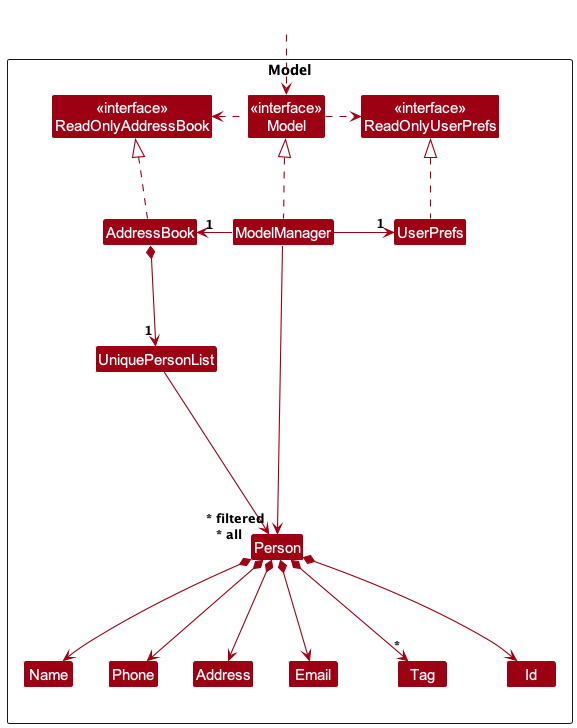 Model
«interface»
ReadOnlyAddressBook
«interface»
Model
«interface»
ReadOnlyUserPrefs
AddressBook
1
ModelManager
1
UserPrefs
1
UniquePersonList
* filtered
* all
Person
*
Name
Phone
Address
Email
Tag
Id